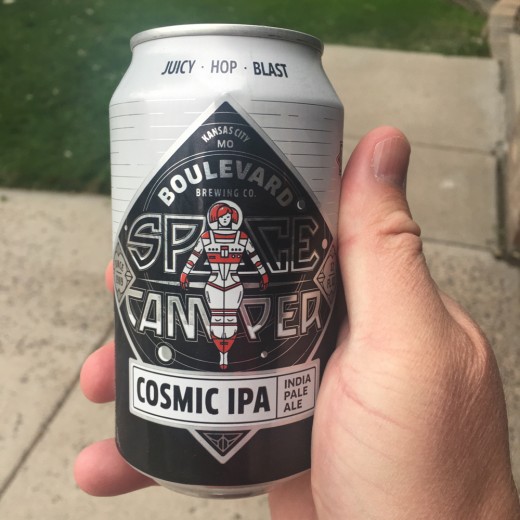 JUICY · HOP · BLAST
KANSAS CITY
MO
BOULEVARD
BREWING CO.
SPACE
CAMPER
COSMIC IPA
INDIA
PALE
ALE